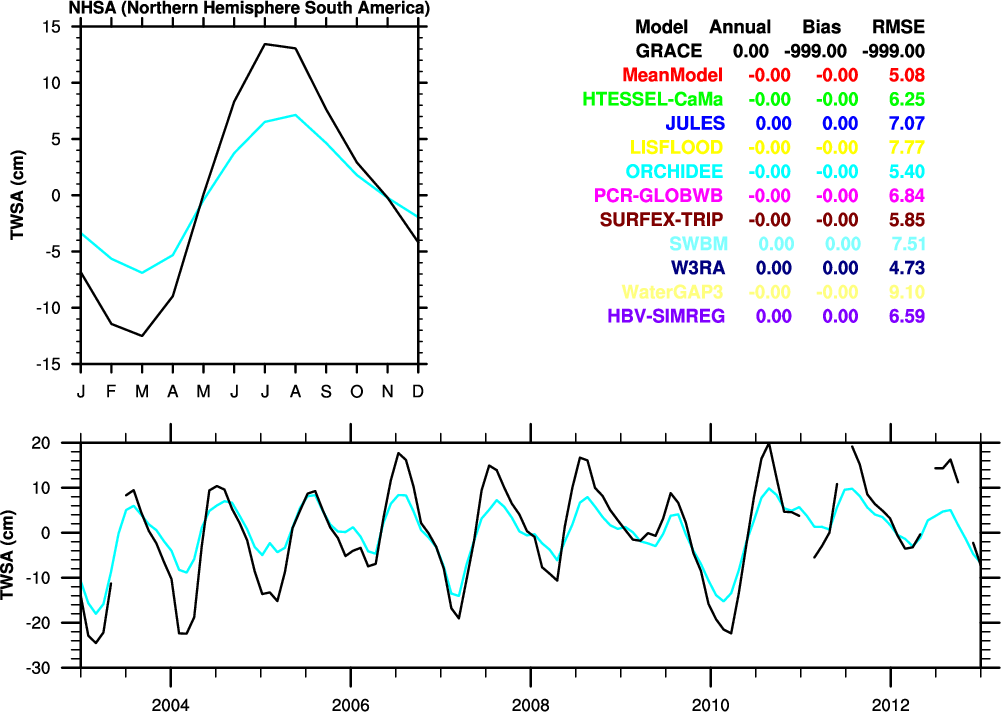 NHSA (Northern Hemisphere South America)
15
10
5
0
-5
-10
-15
TWSA (cm)
J F M A M J J A S O N D
Model Annual Bias RMSE
GRACE 0.00 -999.00 -999.00
MeanModel -0.00 -0.00 5.08
HTESSEL-CaMa -0.00 -0.00 6.25
JULES 0.00 0.00 7.07
LISFLOOD -0.00 -0.00 7.77
ORCHIDEE -0.00 -0.00 5.40
PCR-GLOBWB -0.00 -0.00 6.84
SURFEX-TRIP -0.00 -0.00 5.85
SWBM 0.00 0.00 7.51
W3RA 0.00 0.00 4.73
WaterGAP3 -0.00 -0.00 9.10
HBV-SIMREG 0.00 0.00 6.59
20
10
0
-10
-20
-30
TWSA (cm)
2004 2006 2008 2010 2012